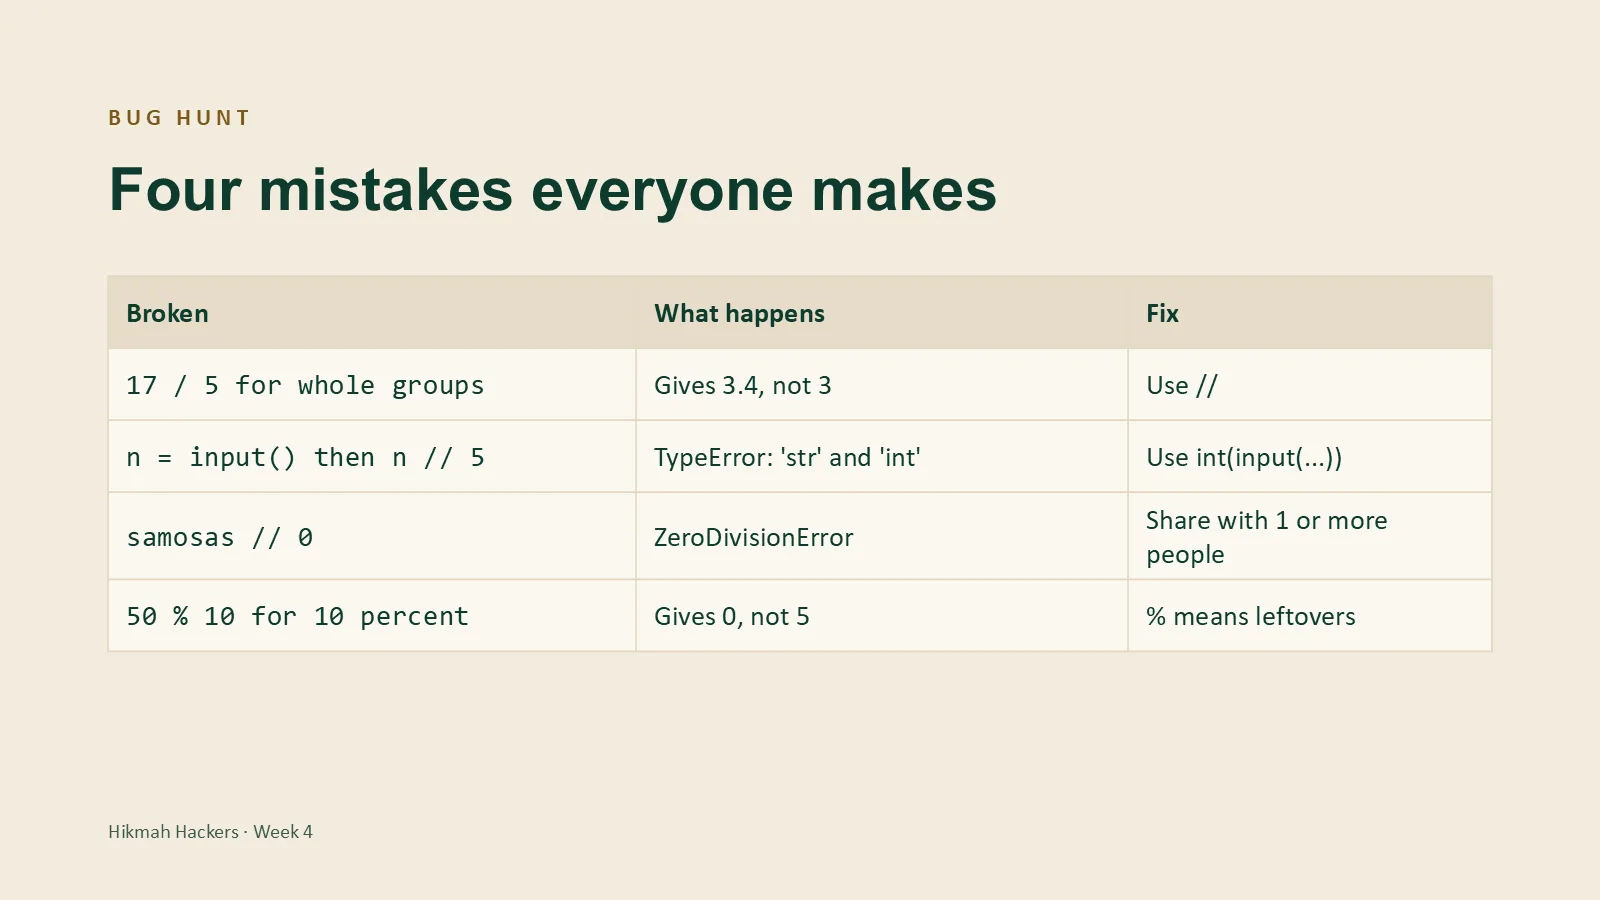 BUG HUNT
Four mistakes everyone makes
Broken What happens Fix
17 / 5 for whole groups Gives 3.4, not 3 Use //
n = input() then n // 5 TypeError: 'str' and 'int' Use int(input(...))
samosas // 0 ZeroDivisionError Share with 1 or more
people
50 % 10 for 10 percent Gives 0, not 5 % means leftovers
Hikmah Hackers · Week 4